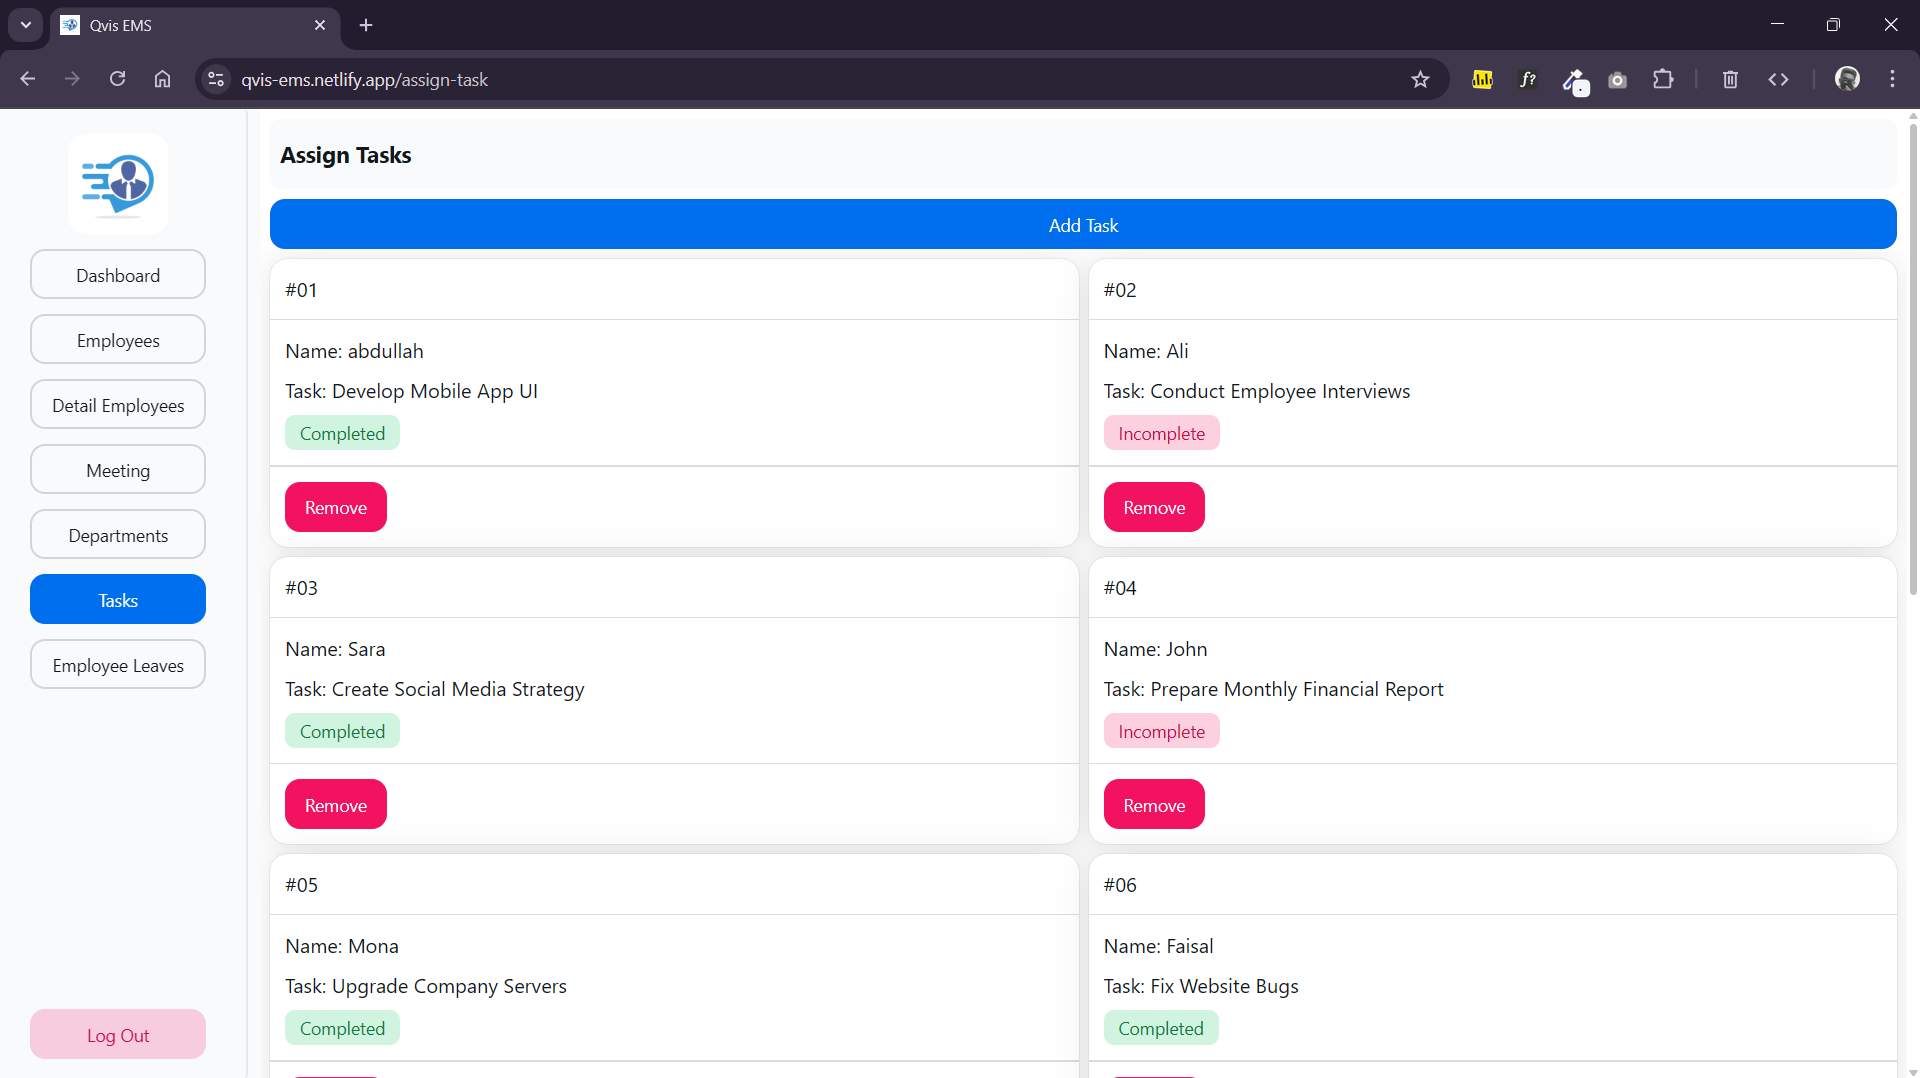 Qvis EMS
qvis-ems.netlify.app/assign-task
f?
Dashboard
Employees
Detail Employees
Meeting
Departments
Tasks
Employee Leaves
Log Out
Assign Tasks
Add Task
#01
Name: abdullah
Task: Develop Mobile App UI
Completed
Remove
#02
Name: Ali
Task: Conduct Employee Interviews
Incomplete
Remove
#03
Name: Sara
Task: Create Social Media Strategy
Completed
Remove
#04
Name: John
Task: Prepare Monthly Financial Report
Incomplete
Remove
#05
Name: Mona
Task: Upgrade Company Servers
Completed
#06
Name: Faisal
Task: Fix Website Bugs
Completed